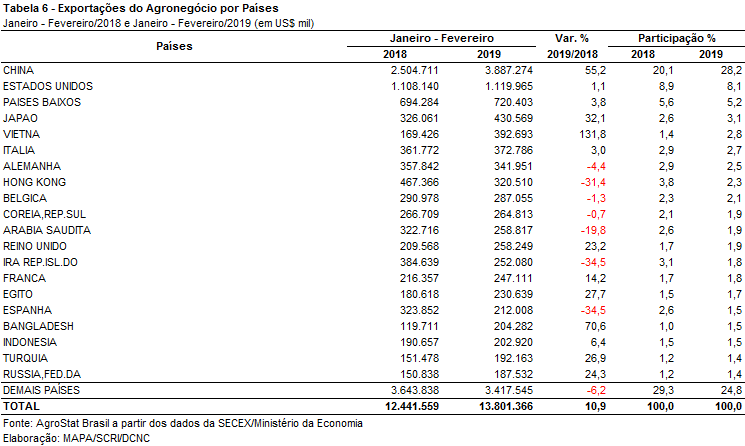 Tabela 6 - Exportações do Agronegócio por Países
Janeiro - Fevereiro/2018 e Janeiro - Fevereiro/2019 (em US$ mil)
Países Janeiro - Fevereiro Var. % Participação %
2018 2019 2019/2018 2018 2019
CHINA 2.504.711 3.887.274 55,2 20,1 28,2
ESTADOS UNIDOS 1.108.140 1.119.965 1,1 8,9 8,1
PAISES BAIXOS 694.284 720.403 3,8 5,6 5,2
JAPAO 326.061 430.569 32,1 2,6 3,1
VIETNA 169.426 392.693 131,8 1,4 2,8
ITALIA 361.772 372.786 3,0 2,9 2,7
ALEMANHA 357.842 341.951 -4,4 2,9 2,5
HONG KONG 467.366 320.510 -31,4 3,8 2,3
BELGICA 290.978 287.055 -1,3 2,3 2,1
COREIA,REP.SUL 266.709 264.813 -0,7 2,1 1,9
ARABIA SAUDITA 322.716 258.817 -19,8 2,6 1,9
REINO UNIDO 209.568 258.249 23,2 1,7 1,9
IRA REP.ISL.DO 384.639 252.080 -34,5 3,1 1,8
FRANCA 216.357 247.111 14,2 1,7 1,8
EGITO 180.618 230.639 27,7 1,5 1,7
ESPANHA 323.852 212.008 -34,5 2,6 1,5
BANGLADESH 119.711 204.282 70,6 1,0 1,5
INDONESIA 190.657 202.920 6,4 1,5 1,5
TURQUIA 151.478 192.163 26,9 1,2 1,4
RUSSIA,FED.DA 150.838 187.532 24,3 1,2 1,4
DEMAIS PAÍSES 3.643.838 3.417.545 -6,2 29,3 24,8
TOTAL 12.441.559 13.801.366 10,9 100,0 100,0
Fonte: AgroStat Brasil a partir dos dados da SECEX/Ministério da Economia
Elaboração: MAPA/SCRI/DCNC